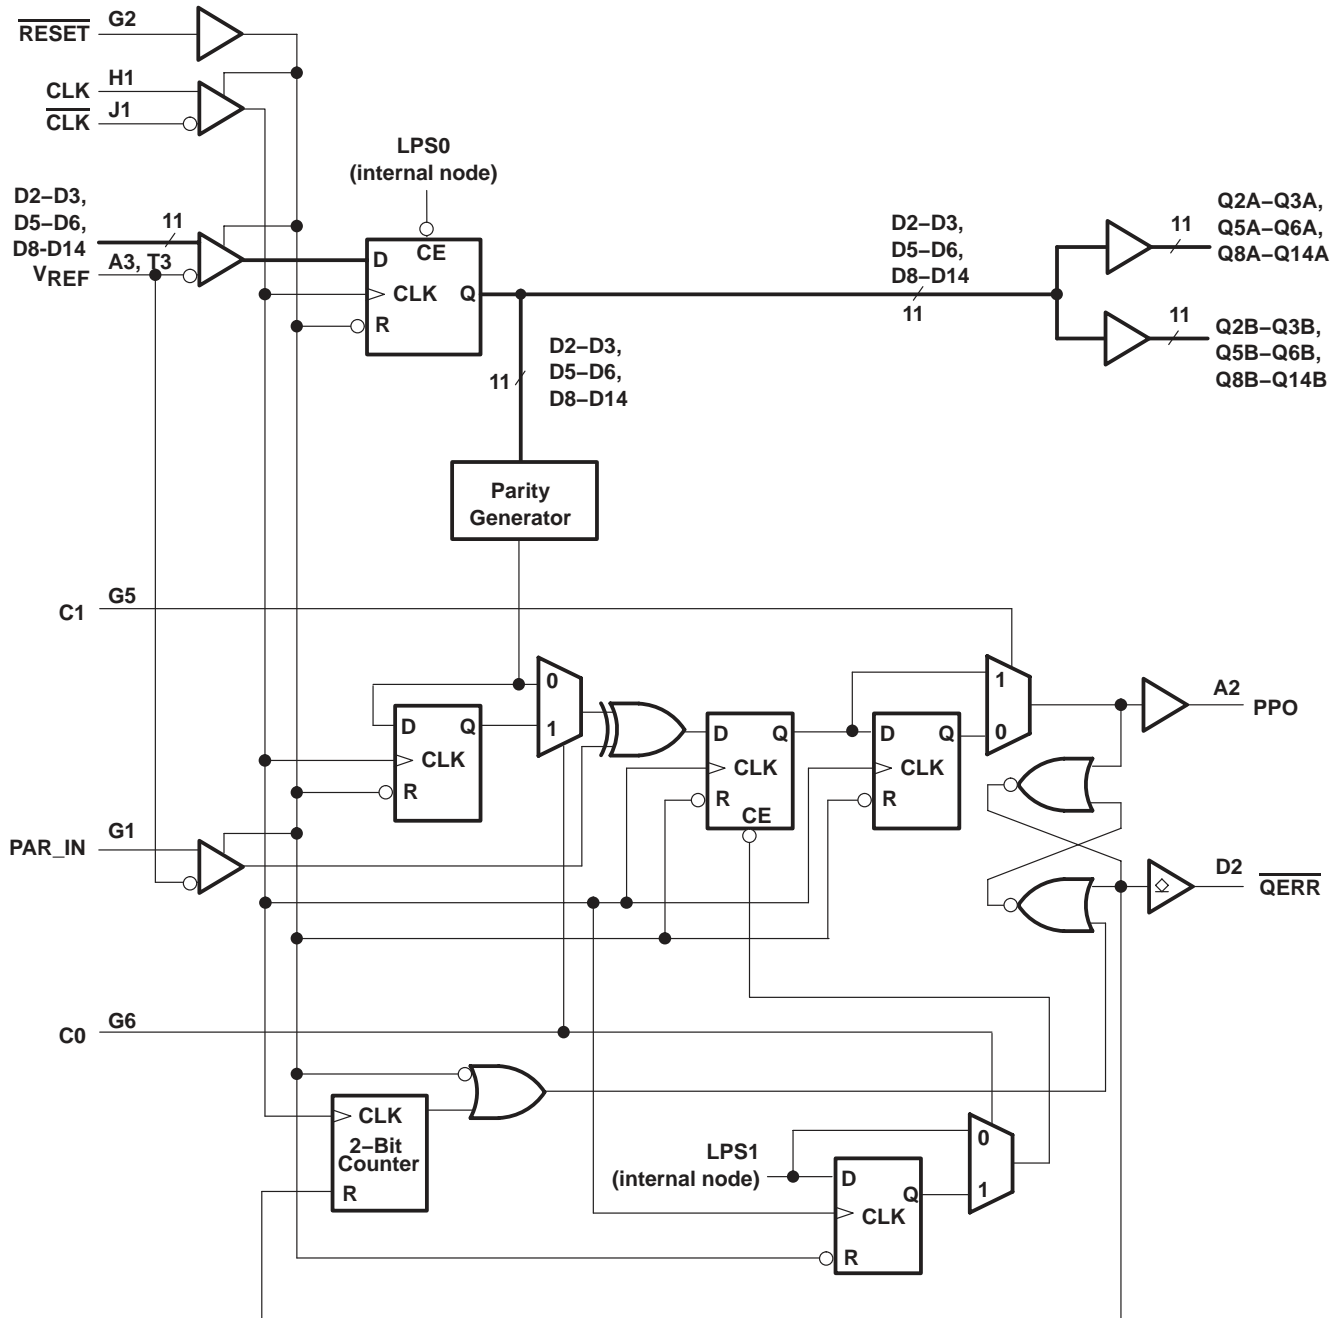 RESET G2
CLK H1
CLK J1
LPS0
(internal node)
D2–D3,
D5–D6,
D8-D14
11
VREF A3, T3
D CE
CLK Q
R
D2–D3,
D5–D6,
D8–D14
11
11
Q2A–Q3A,
Q5A–Q6A,
Q8A–Q14A
11
Q2B–Q3B,
Q5B–Q6B,
Q8B–Q14B
11
D2–D3,
D5–D6,
D8–D14
Parity
Generator
C1 G5
0
1
D Q
CLK
R
D Q
CLK
R
CE
D Q
CLK
R
1
0
A2
PPO
PAR_IN G1
D2
QERR
C0 G6
CLK
2–Bit
Counter
R
LPS1
(internal node)
D
Q
CLK
R
0
1